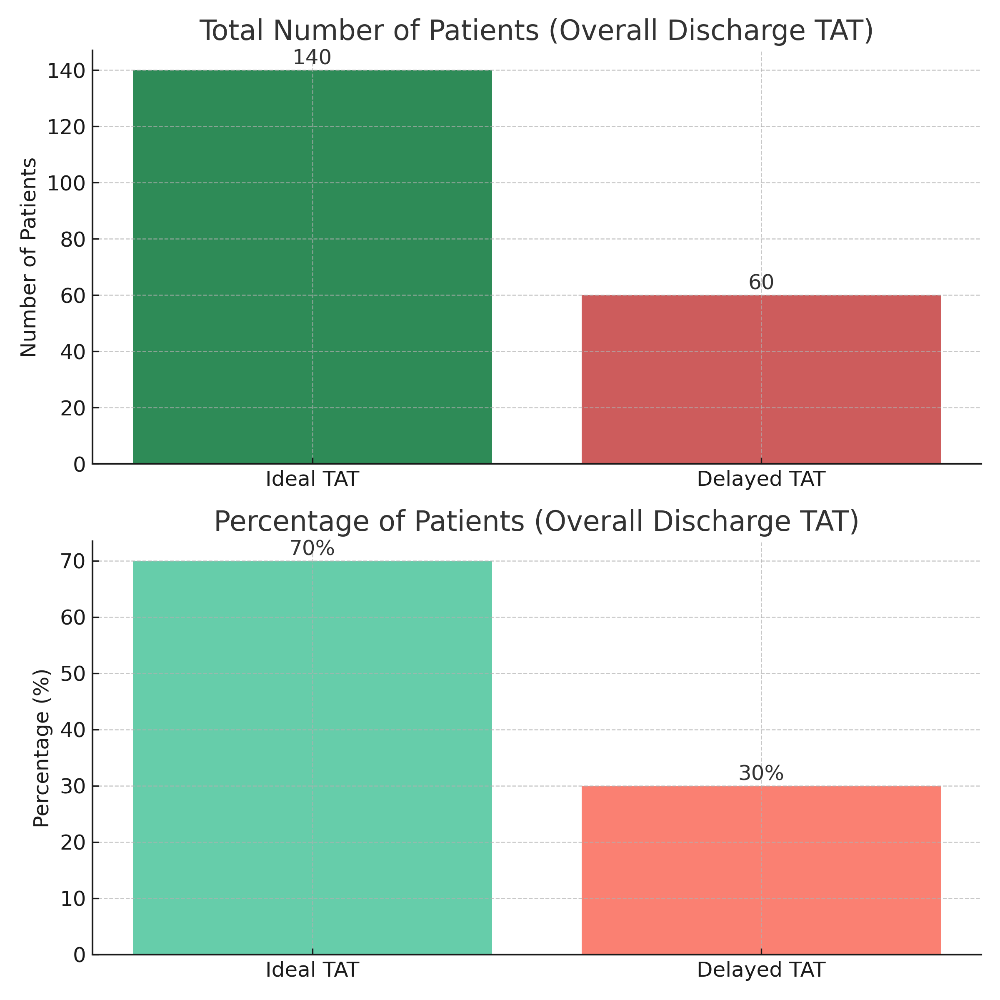 Total Number of Patients (Overall Discharge TAT)
140
140
120
100
80
60
60
40
20
0
Number of Patients
Ideal TAT
Delayed TAT
Percentage of Patients (Overall Discharge TAT)
70%
70
60
50
40
30%
30
20
10
0
Percentage (%)
Ideal TAT
Delayed TAT